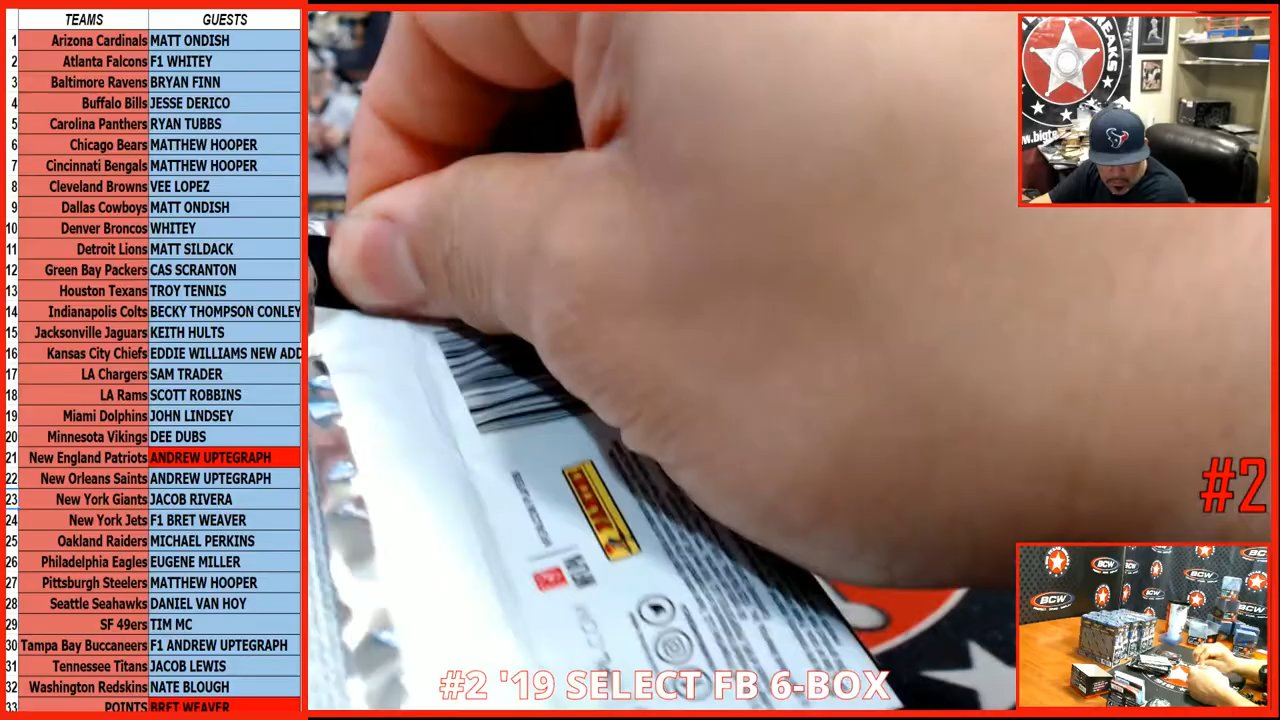 TEAMS GUESTS
1 Arizona Cardinals MATT ONDISH
2 Atlanta Falcons F1 WHITEY
3 Baltimore Ravens BRYAN FINN
4 Buffalo Bills JESSE DERICO
5 Carolina Panthers RYAN TUBBS
6 Chicago Bears MATTHEW HOOPER
7 Cincinnati Bengals MATTHEW HOOPER
8 Cleveland Browns VEE LOPEZ
9 Dallas Cowboys MATT ONDISH
10 Denver Broncos WHITEY
11 Detroit Lions MATT SILDACK
12 Green Bay Packers CAS SCRANTON
13 Houston Texans TROY TENNIS
14 Indianapolis Colts BECKY THOMPSON CONLEY
15 Jacksonville Jaguars KEITH HULTS
16 Kansas City Chiefs EDDIE WILLIAMS NEW ADD
17 LA Chargers SAM TRADER
18 LA Rams SCOTT ROBBINS
19 Miami Dolphins JOHN LINDSEY
20 Minnesota Vikings DEE DUBS
21 New England Patriots ANDREW UPTEGRAPH
22 New Orleans Saints ANDREW UPTEGRAPH
23 New York Giants JACOB RIVERA
24 New York Jets F1 BRET WEAVER
25 Oakland Raiders MICHAEL PERKINS
26 Philadelphia Eagles EUGENE MILLER
27 Pittsburgh Steelers MATTHEW HOOPER
28 Seattle Seahawks DANIEL VAN HOY
29 SF 49ers TIM MC
30 Tampa Bay Buccaneers F1 ANDREW UPTEGRAPH
31 Tennessee Titans JACOB LEWIS
32 Washington Redskins NATE BLOUGH
33 POINTS BRET WEAVER
#2
#2 '19 SELECT FB 6-BOX
PANINI
BCW
BCW
BCW